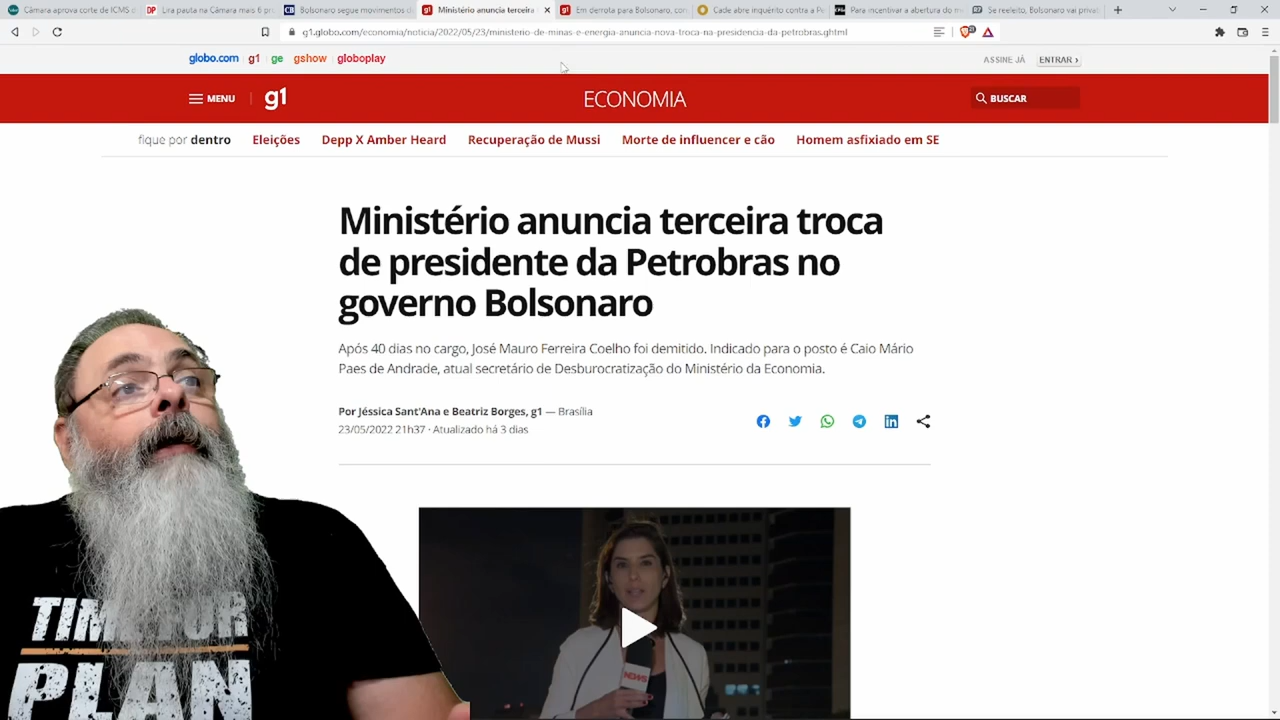 Câmara aprova corte de ICMS d
Lira pauta na Câmara mais 6 pro
Bolsonaro segue movimentos d
Ministério anuncia terceira
Em derrota para Bolsonaro, con
Cade abre inquérito contra a Pe
Para incentivar a abertura do me
Se reeleito, Bolsonaro vai privat
g1.globo.com/economia/noticia/2022/05/23/ministerio-de-minas-e-energia-anuncia-nova-troca-na-presidencia-da-petrobras.ghtml
globo.com g1 ge gshow globoplay
ASSINE JÁ ENTRAR ›
MENU g1 ECONOMIA BUSCAR
fique por dentro Eleições Depp X Amber Heard Recuperação de Mussi Morte de influencer e cão Homem asfixiado em SE
Ministério anuncia terceira troca
de presidente da Petrobras no
governo Bolsonaro
Após 40 dias no cargo, José Mauro Ferreira Coelho foi demitido. Indicado para o posto é Caio Mário
Paes de Andrade, atual secretário de Desburocratização do Ministério da Economia.
Por Jéssica Sant'Ana e Beatriz Borges, g1 — Brasília
23/05/2022 21h37 · Atualizado há 3 dias
PLAN